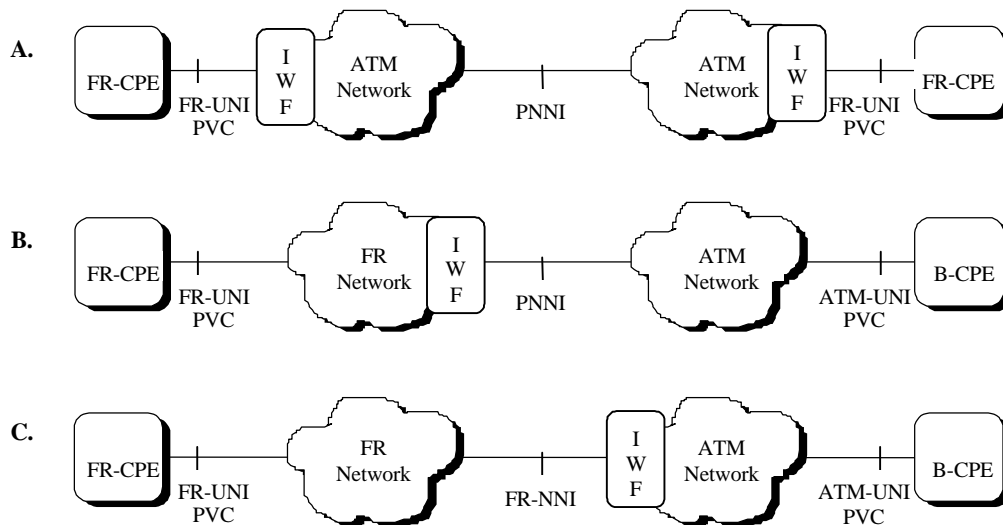 A.
FR-CPE
FR-UNI
PVC
I
W
F
ATM
Network
PNNI
ATM
Network
I
W
F
FR-UNI
PVC
FR-CPE
B.
FR-CPE
FR-UNI
PVC
FR
Network
I
W
F
PNNI
ATM
Network
ATM-UNI
PVC
B-CPE
C.
FR-CPE
FR-UNI
PVC
FR
Network
FR-NNI
I
W
F
ATM
Network
ATM-UNI
PVC
B-CPE